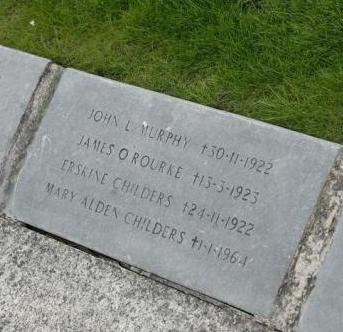 JOHN L MURPHY †30·11·1922
JAMES O ROURKE †13·3·1923
ERSKINE CHILDERS †24·11·1922
MARY ALDEN CHILDERS †1·1·1964